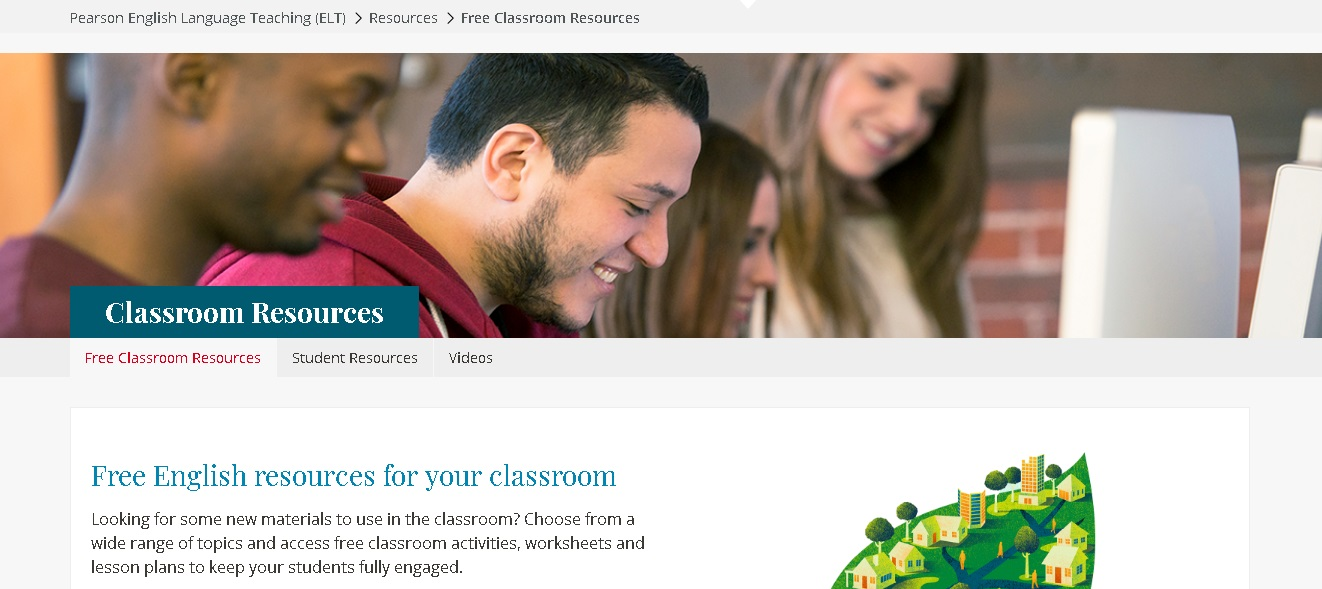 Pearson English Language Teaching (ELT) > Resources > Free Classroom Resources
Classroom Resources
Free Classroom Resources Student Resources Videos
Free English resources for your classroom
Looking for some new materials to use in the classroom? Choose from a
wide range of topics and access free classroom activities, worksheets and
lesson plans to keep your students fully engaged.